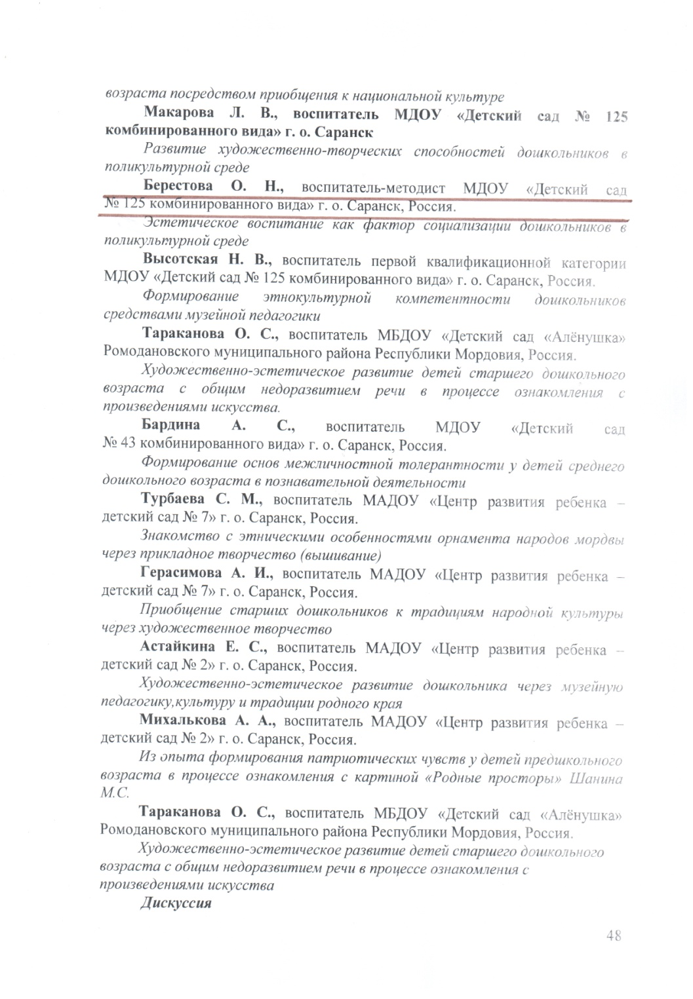 возраста посредством приобщения к национальной культуре
Макарова Л. В., воспитатель МДОУ «Детский сад № 125
комбинированного вида» г. о. Саранск
Развитие художественно-творческих способностей дошкольников в
поликультурной среде
Берестова О. Н., воспитатель-методист МДОУ «Детский сад
№ 125 комбинированного вида» г. о. Саранск, Россия.
Эстетическое воспитание как фактор социализации дошкольников в
поликультурной среде
Высотская Н. В., воспитатель первой квалификационной категории
МДОУ «Детский сад № 125 комбинированного вида» г. о. Саранск, Россия.
Формирование этнокультурной компетентности дошкольников
средствами музейной педагогики
Тараканова О. С., воспитатель МБДОУ «Детский сад «Алёнушка»
Ромодановского муниципального района Республики Мордовия, Россия.
Художественно-эстетическое развитие детей старшего дошкольного
возраста с общим недоразвитием речи в процессе ознакомления с
произведениями искусства.
Бардина А. С., воспитатель МДОУ «Детский сад
№ 43 комбинированного вида» г. о. Саранск, Россия.
Формирование основ межличностной толерантности у детей среднего
дошкольного возраста в познавательной деятельности
Турбаева С. М., воспитатель МАДОУ «Центр развития ребенка –
детский сад № 7» г. о. Саранск, Россия.
Знакомство с этническими особенностями орнамента народов мордвы
через прикладное творчество (вышивание)
Герасимова А. И., воспитатель МАДОУ «Центр развития ребенка –
детский сад № 7» г. о. Саранск, Россия.
Приобщение старших дошкольников к традициям народной культуры
через художественное творчество
Астайкина Е. С., воспитатель МАДОУ «Центр развития ребенка –
детский сад № 2» г. о. Саранск, Россия.
Художественно-эстетическое развитие дошкольника через музейную
педагогику,культуру и традиции родного края
Михалькова А. А., воспитатель МАДОУ «Центр развития ребенка –
детский сад № 2» г. о. Саранск, Россия.
Из опыта формирования патриотических чувств у детей предшкольного
возраста в процессе ознакомления с картиной «Родные просторы» Шанина
М.С.
Тараканова О. С., воспитатель МБДОУ «Детский сад «Алёнушка»
Ромодановского муниципального района Республики Мордовия, Россия.
Художественно-эстетическое развитие детей старшего дошкольного
возраста с общим недоразвитием речи в процессе ознакомления с
произведениями искусства
Дискуссия
48